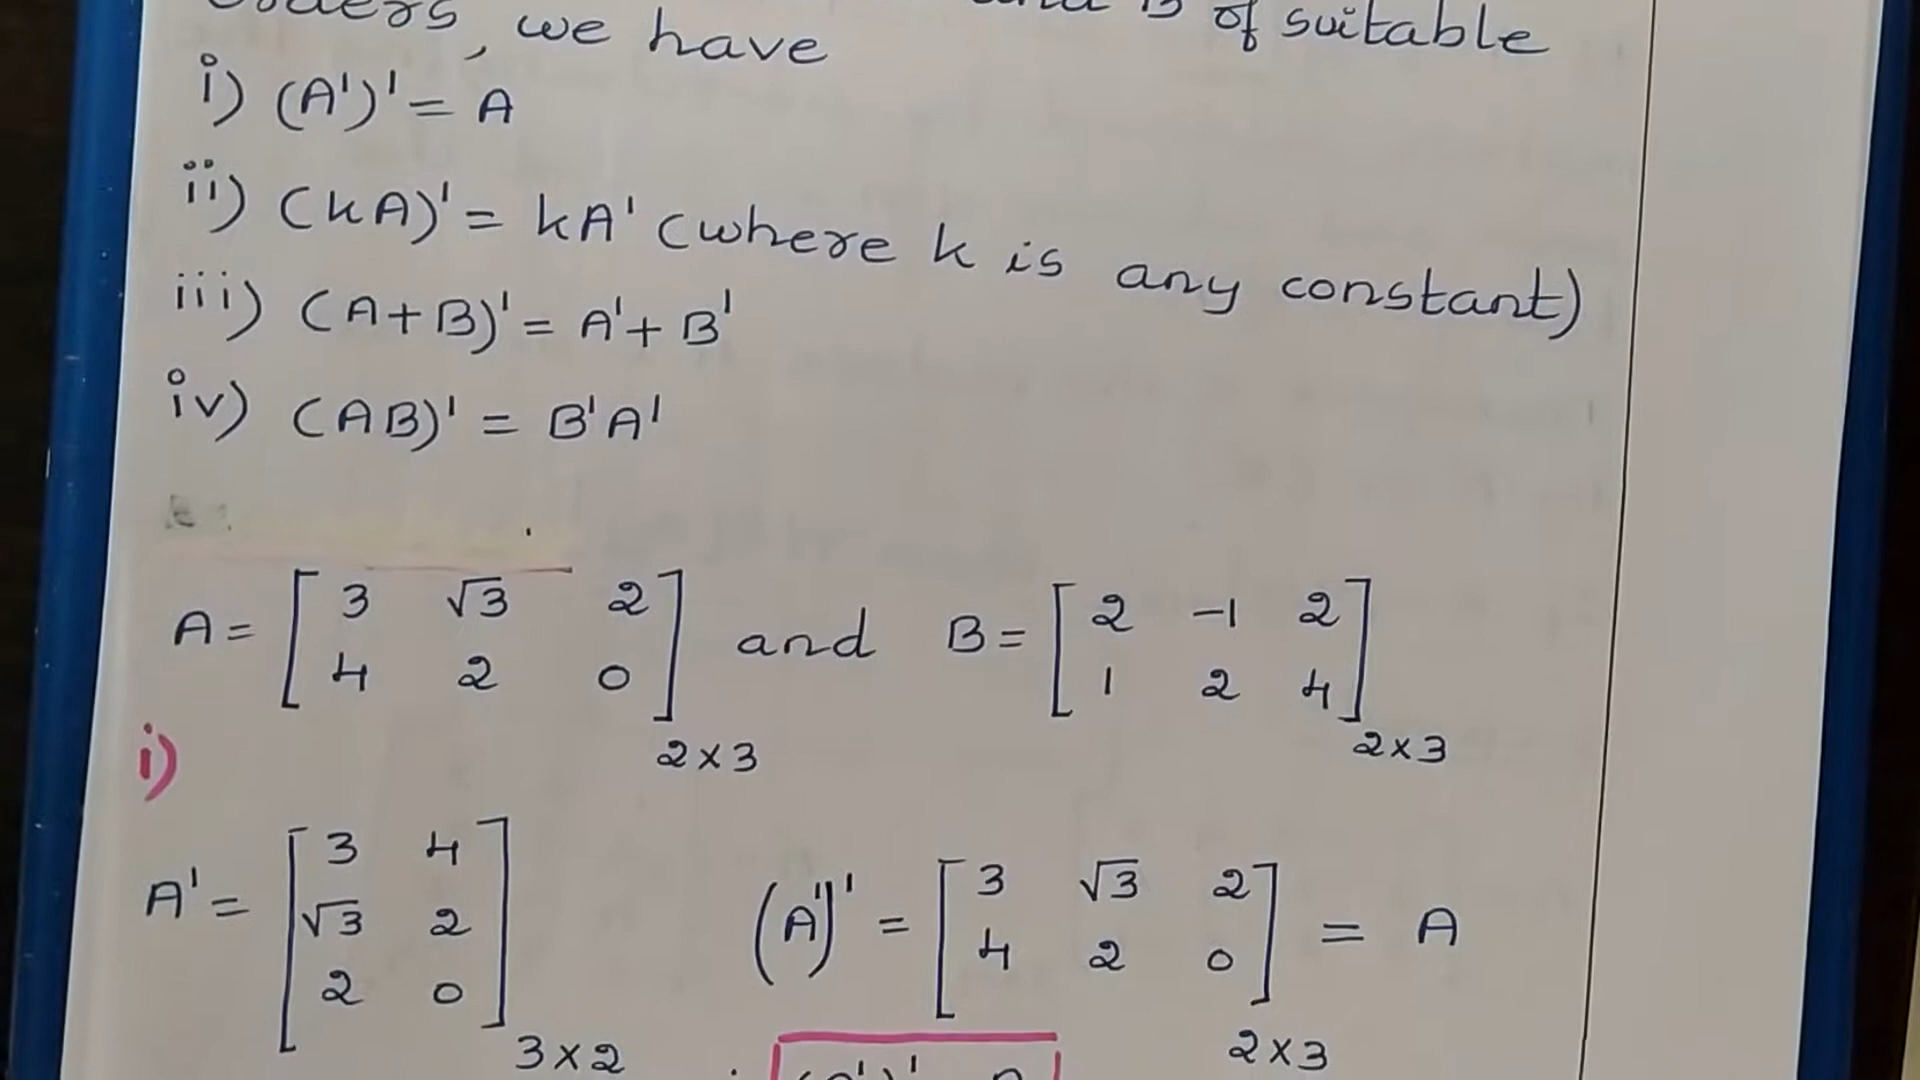 B of suitable
, we have
i) (A')' = A
ii) (kA)' = kA' (where k is any constant)
iii) (A+B)' = A'+ B'
iv) (AB)' = B'A'
A = [ 3 √3 2 ] and B = [ 2 -1 2 ]
[ 4 2 0 ] [ 1 2 4 ]
2×3 2×3
i)
A' = [ 3 4 ] (A')' = [ 3 √3 2 ] = A
[ √3 2 ] [ 4 2 0 ]
[ 2 0 ]
3×2 2×3